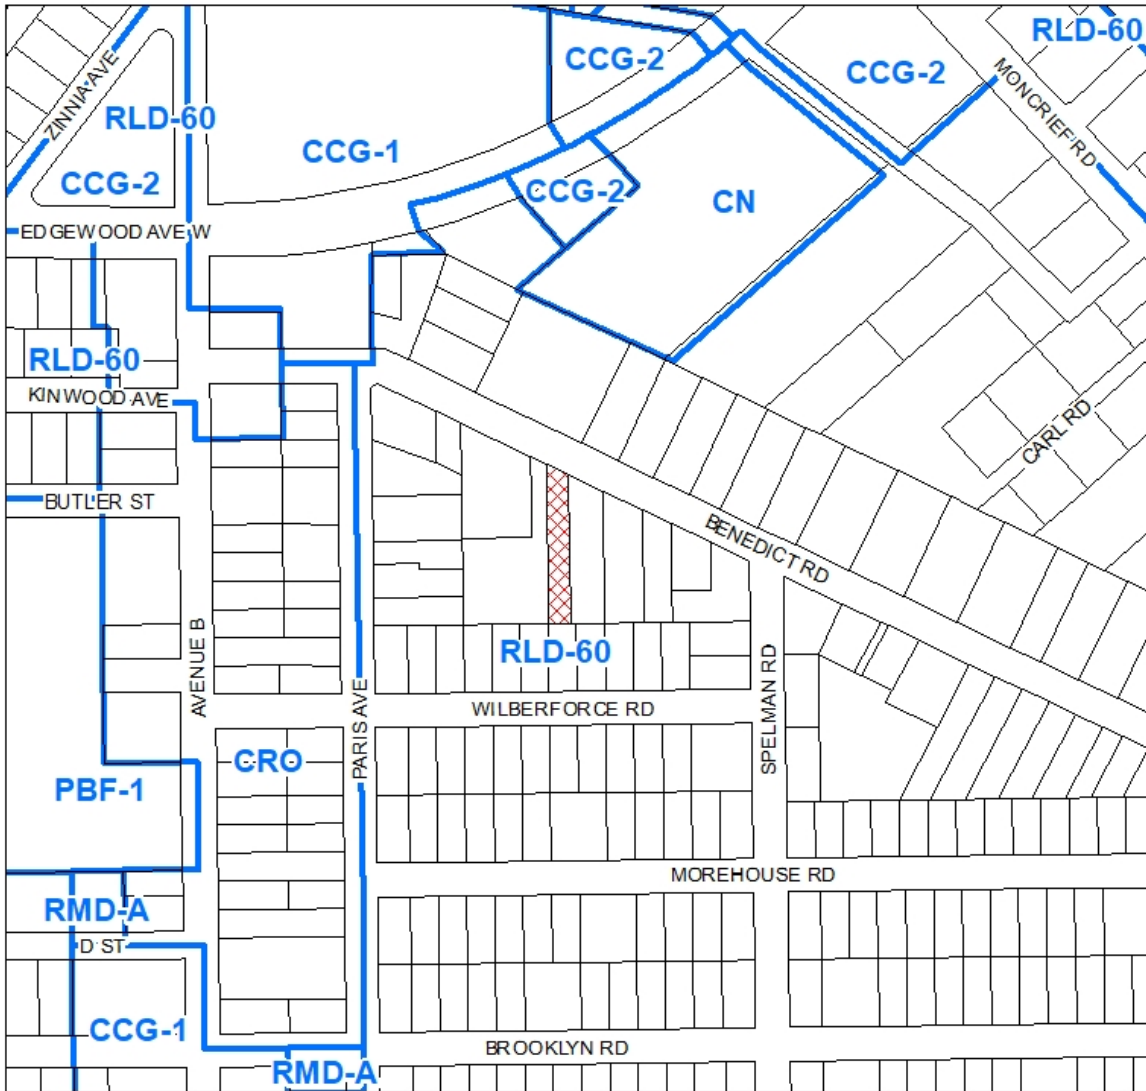 RLD-60
CCG-2
CCG-2
MONCRIEF RD
ZINNIA AVE
RLD-60
CCG-1
CCG-2
CCG-2
CN
EDGEWOOD AVE W
RLD-60
KINWOOD AVE
CARL RD
BUTLER ST
BENEDICT RD
RLD-60
AVENUE B
PARIS AVE
WILBERFORCE RD
SPELMAN RD
CRO
PBF-1
MOREHOUSE RD
RMD-A
D ST
CCG-1
BROOKLYN RD
RMD-A